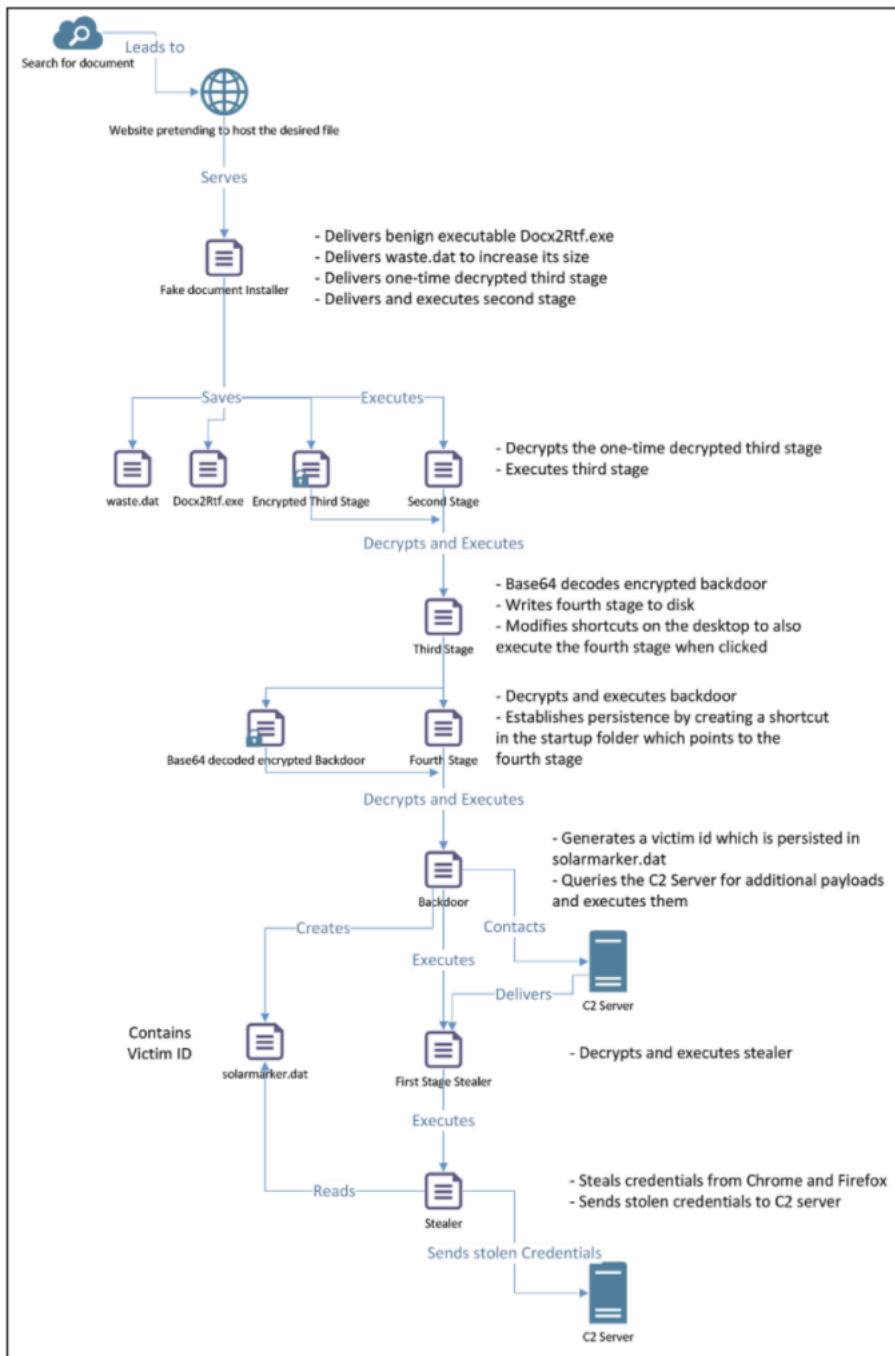 Leads to
Search for document
Website pretending to host the desired file
Serves
- Delivers benign executable Docx2Rtf.exe
- Delivers waste.dat to increase its size
- Delivers one-time decrypted third stage
- Delivers and executes second stage
Fake document Installer
Saves
Executes
- Decrypts the one-time decrypted third stage
- Executes third stage
waste.dat
Docx2Rtf.exe
Encrypted Third Stage
Second Stage
Decrypts and Executes
- Base64 decodes encrypted backdoor
- Writes fourth stage to disk
- Modifies shortcuts on the desktop to also
execute the fourth stage when clicked
Third Stage
- Decrypts and executes backdoor
- Establishes persistence by creating a shortcut
in the startup folder which points to the
fourth stage
Base64 decoded encrypted Backdoor
Fourth Stage
Decrypts and Executes
- Generates a victim id which is persisted in
solarmarker.dat
- Queries the C2 Server for additional payloads
and executes them
Backdoor
Creates
Contacts
Executes
Delivers
C2 Server
Contains
Victim ID
solarmarker.dat
First Stage Stealer
- Decrypts and executes stealer
Executes
- Steals credentials from Chrome and Firefox
- Sends stolen credentials to C2 server
Reads
Stealer
Sends stolen Credentials
C2 Server